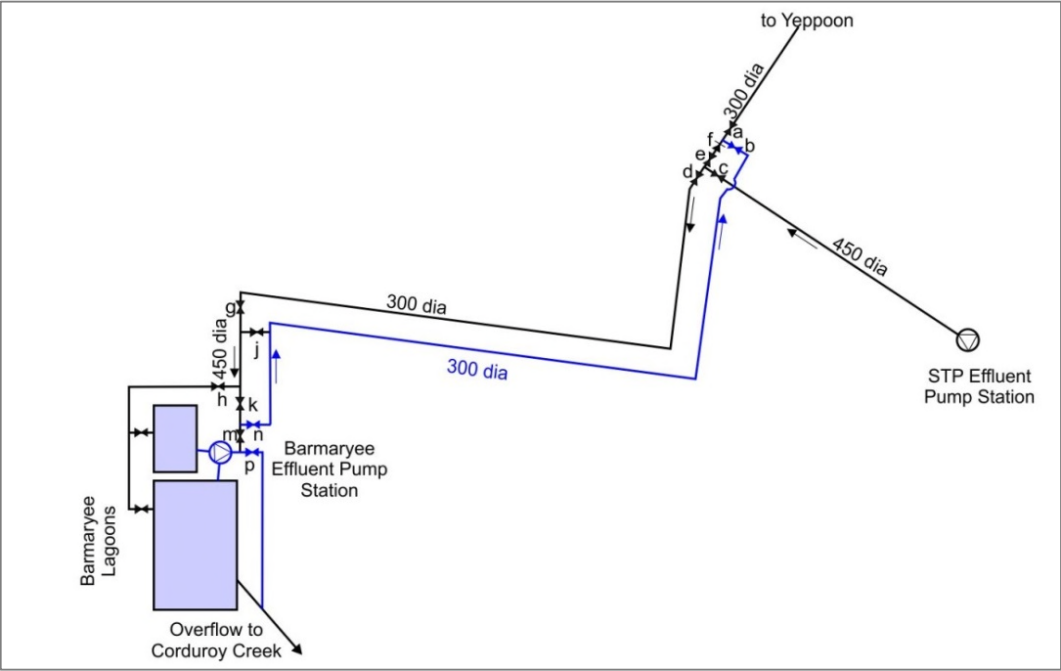 to Yeppoon
300 dia
a
f
b
e
c
d
450 dia
g
300 dia
j
450 dia
300 dia
STP Effluent
Pump Station
h
k
m
n
p
Barmaryee
Effluent Pump
Station
Barmaryee
Lagoons
Overflow to
Corduroy Creek